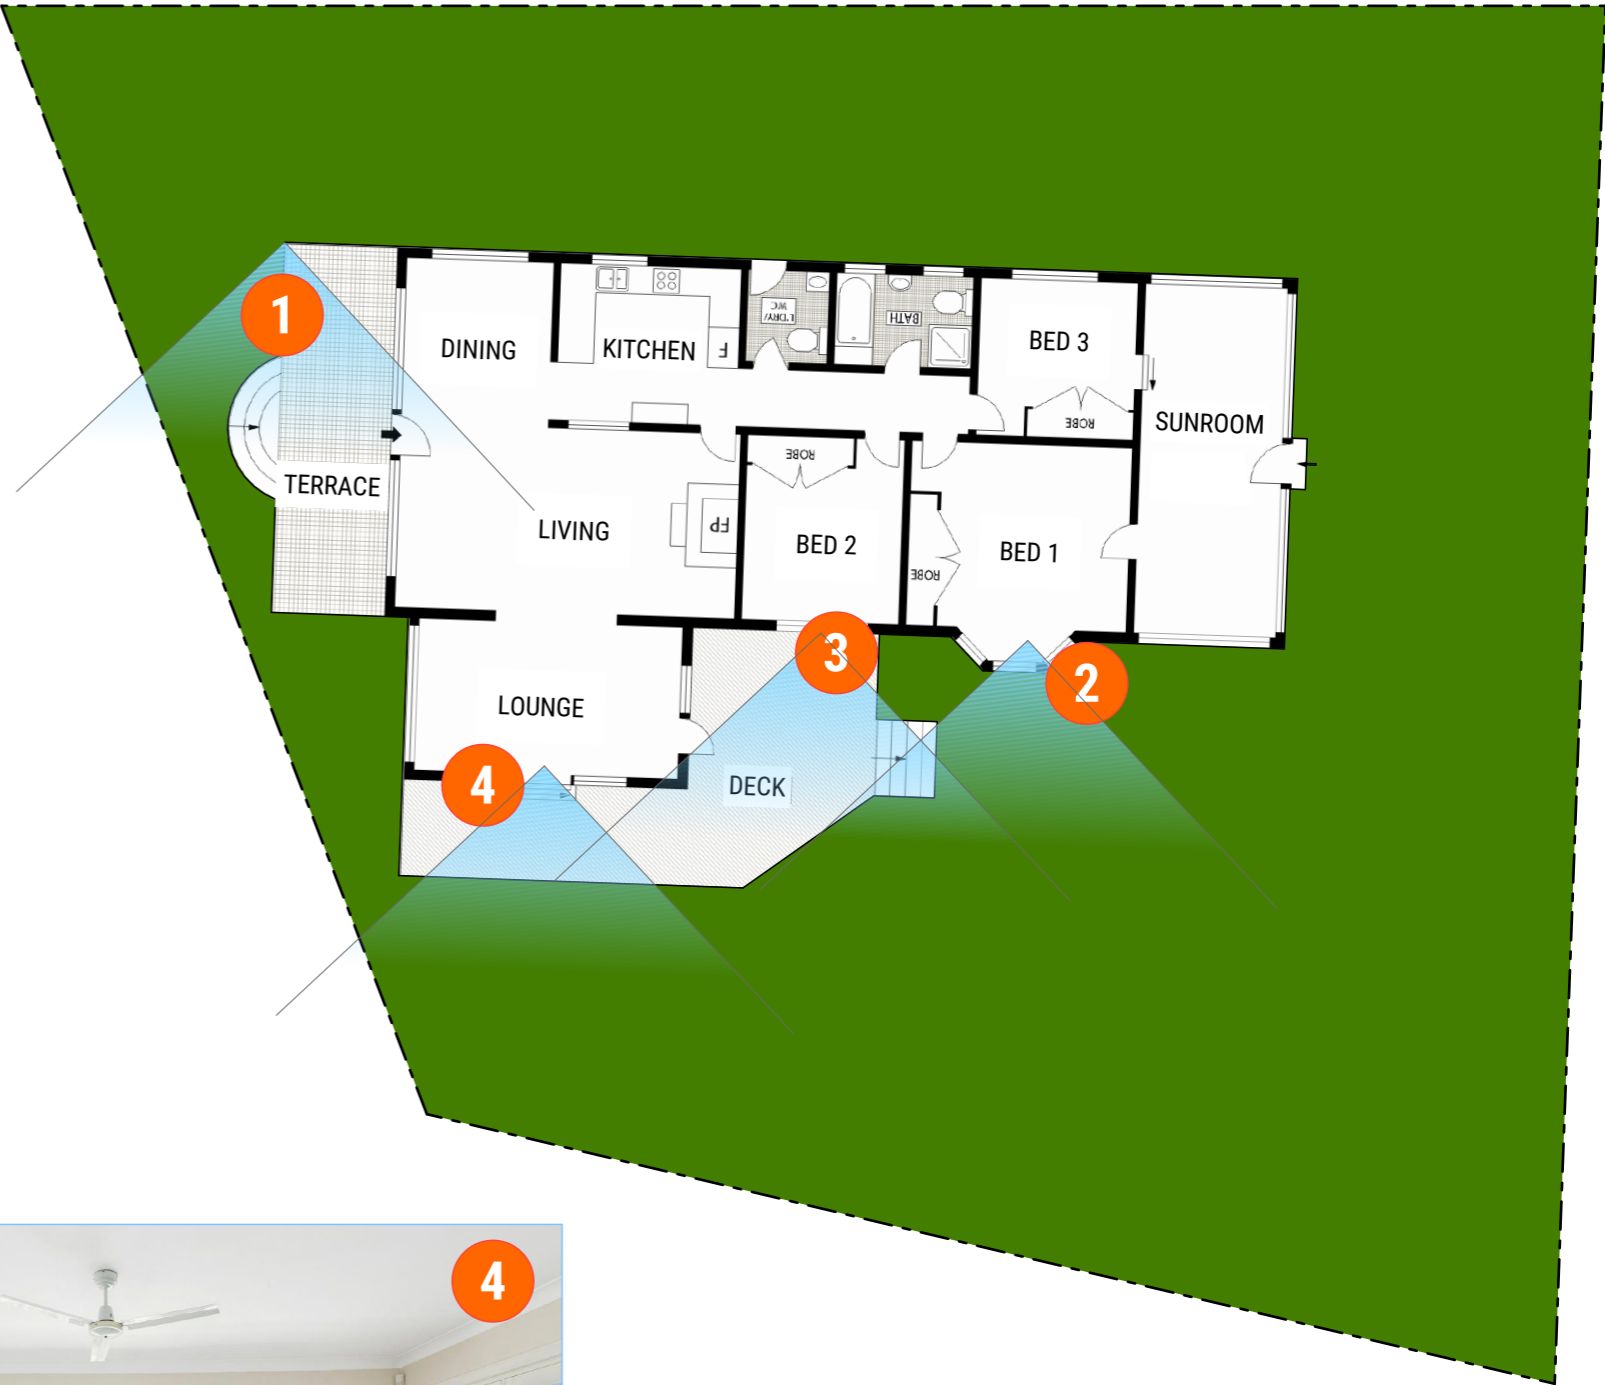 1
DINING
KITCHEN
F
L'DRY/
WC
BATH
BED 3
ROBE
SUNROOM
TERRACE
LIVING
FP
ROBE
BED 2
ROBE
BED 1
3
2
LOUNGE
4
DECK
4